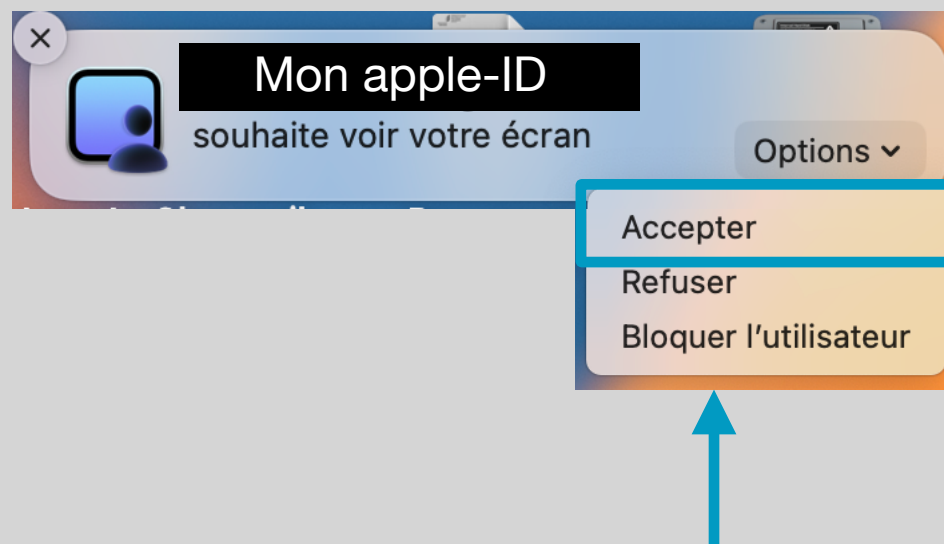 Mon apple-ID
souhaite voir votre écran
Options
Accepter
Refuser
Bloquer l’utilisateur